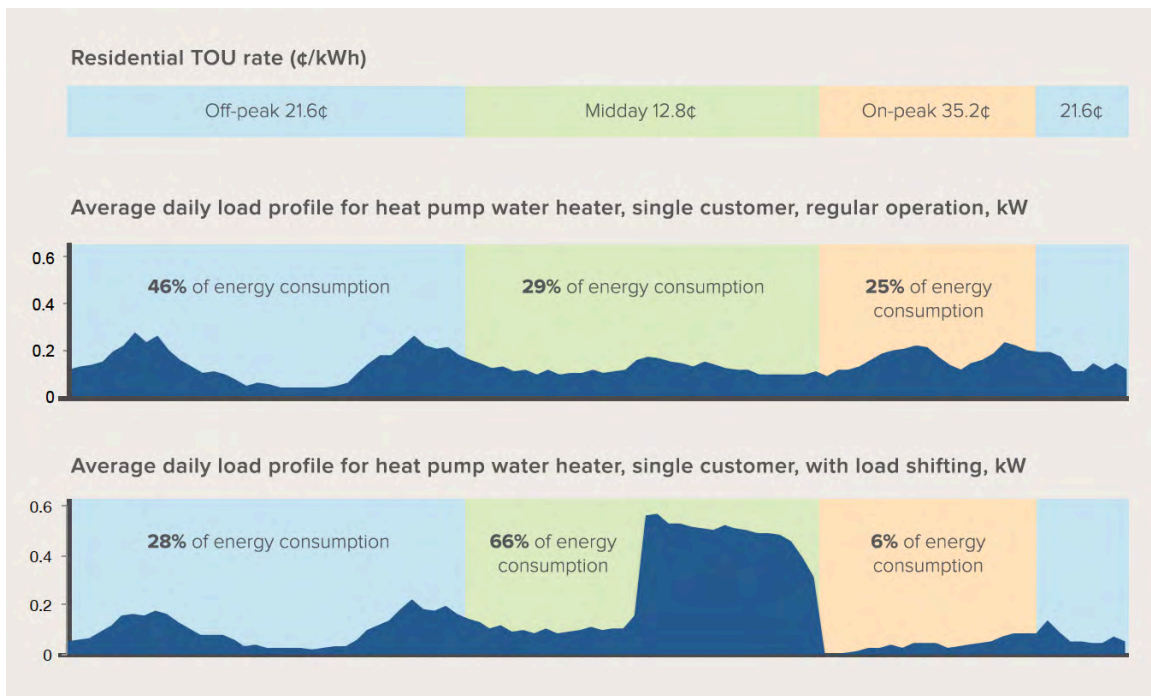 Residential TOU rate (¢/kWh)
Off-peak 21.6¢ Midday 12.8¢ On-peak 35.2¢ 21.6¢
Average daily load profile for heat pump water heater, single customer, regular operation, kW
0.6
46% of energy consumption 29% of energy consumption 25% of energy
consumption
0.4
0.2
0
Average daily load profile for heat pump water heater, single customer, with load shifting, kW
0.6
28% of energy consumption 66% of energy 6% of energy
consumption consumption
0.4
0.2
0